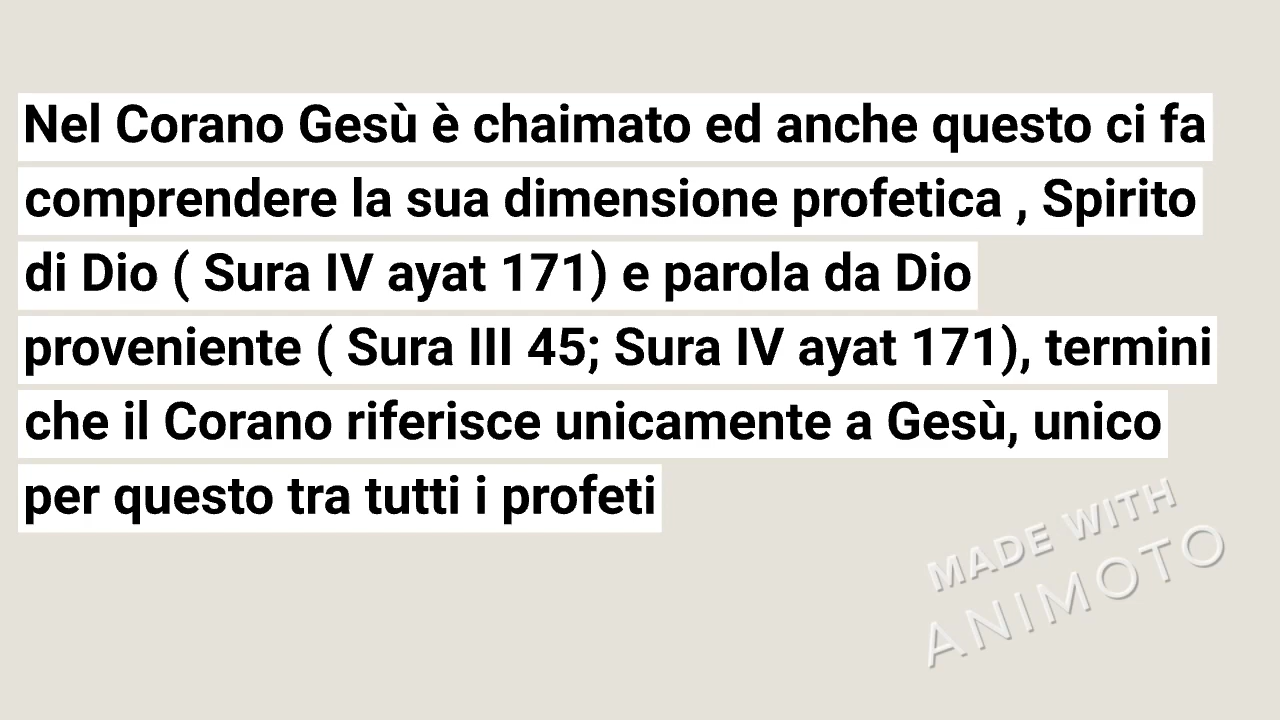 Nel Corano Gesù è chaimato ed anche questo ci fa
comprendere la sua dimensione profetica , Spirito
di Dio ( Sura IV ayat 171) e parola da Dio
proveniente ( Sura III 45; Sura IV ayat 171), termini
che il Corano riferisce unicamente a Gesù, unico
per questo tra tutti i profeti
MADE WITH
ANIMOTO